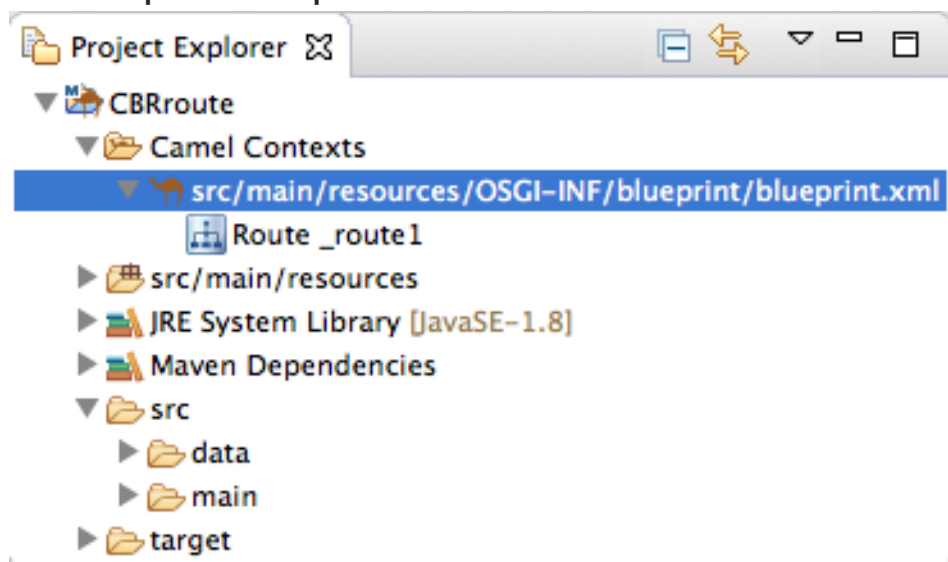 Project Explorer
CBRroute
Camel Contexts
src/main/resources/OSGI-INF/blueprint/blueprint.xml
Route _route1
src/main/resources
JRE System Library [JavaSE-1.8]
Maven Dependencies
src
data
main
target